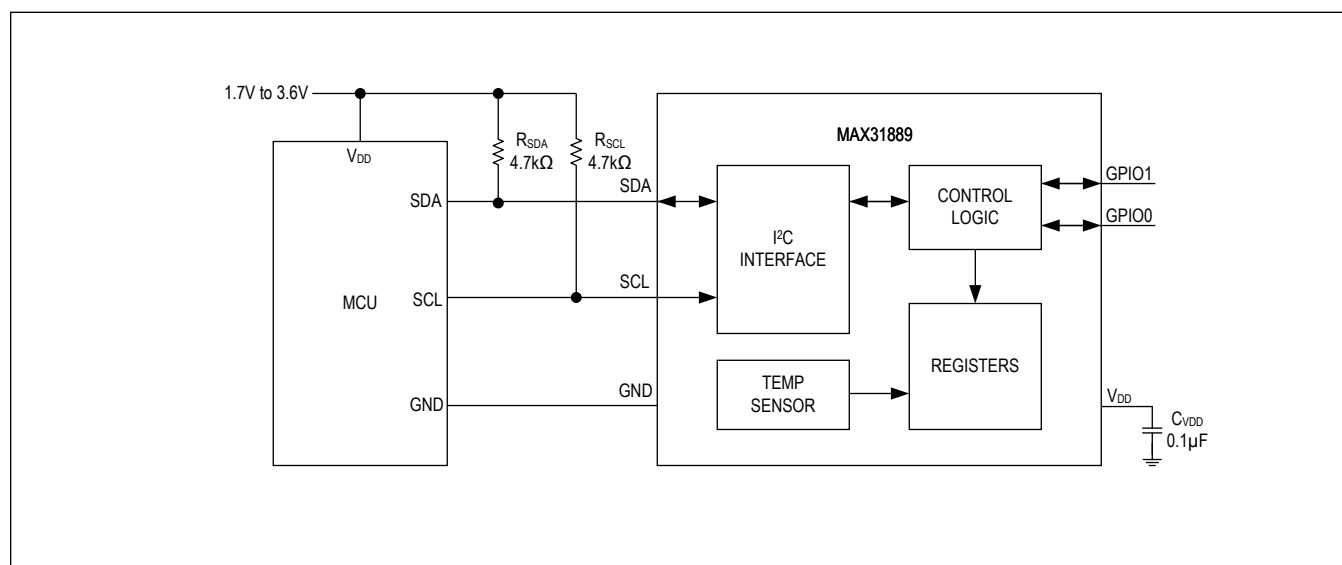 1.7V to 3.6V
MAX31889
RSDA
4.7kΩ
RSCL
4.7kΩ
VDD
SDA
SDA
I²C
INTERFACE
CONTROL
LOGIC
GPIO1
GPIO0
MCU
SCL
SCL
REGISTERS
TEMP
SENSOR
GND
GND
VDD
CVDD
0.1µF